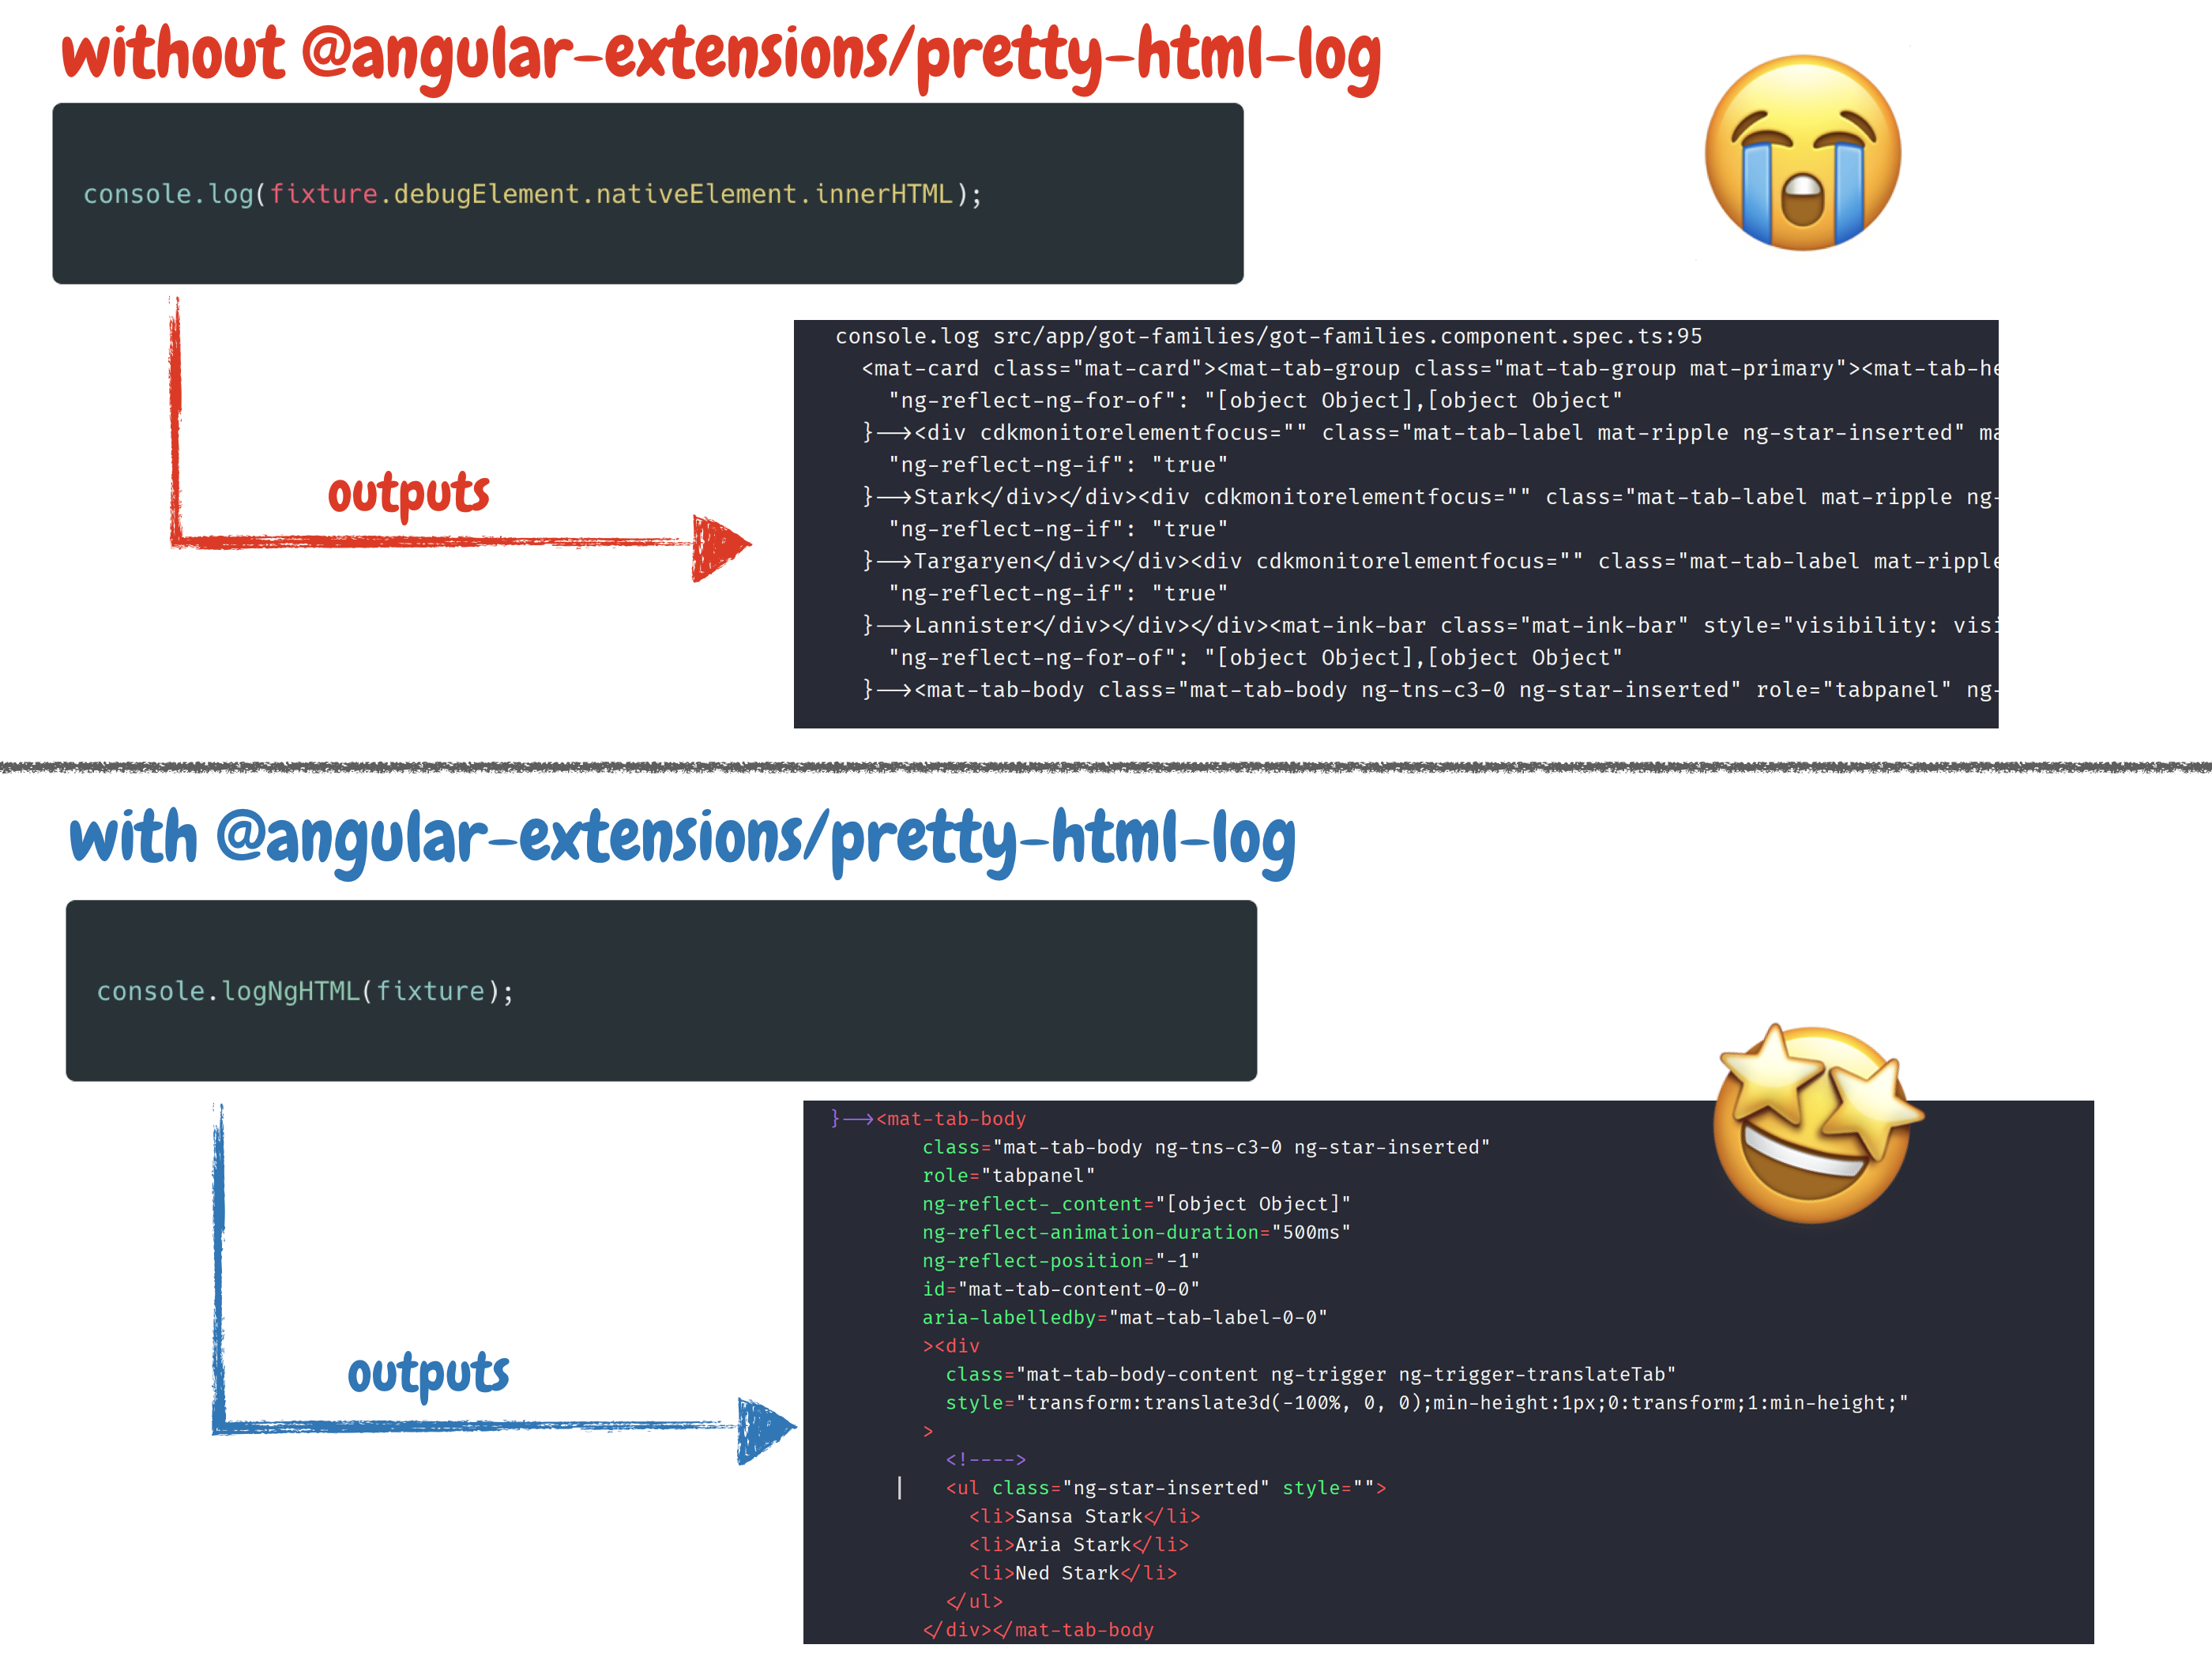 without @angular-extensions/pretty-html-log
console.log(fixture.debugElement.nativeElement.innerHTML);
outputs
console.log src/app/got-families/got-families.component.spec.ts:95
<mat-card class="mat-card"><mat-tab-group class="mat-tab-group mat-primary"><mat-tab-he
"ng-reflect-ng-for-of": "[object Object],[object Object"
}--><div cdkmonitorelementfocus="" class="mat-tab-label mat-ripple ng-star-inserted" ma
"ng-reflect-ng-if": "true"
}-->Stark</div></div><div cdkmonitorelementfocus="" class="mat-tab-label mat-ripple ng-
"ng-reflect-ng-if": "true"
}-->Targaryen</div></div><div cdkmonitorelementfocus="" class="mat-tab-label mat-ripple
"ng-reflect-ng-if": "true"
}-->Lannister</div></div></div><mat-ink-bar class="mat-ink-bar" style="visibility: visi
"ng-reflect-ng-for-of": "[object Object],[object Object"
}--><mat-tab-body class="mat-tab-body ng-tns-c3-0 ng-star-inserted" role="tabpanel" ng-
with @angular-extensions/pretty-html-log
console.logNgHTML(fixture);
outputs
}--><mat-tab-body
class="mat-tab-body ng-tns-c3-0 ng-star-inserted"
role="tabpanel"
ng-reflect-_content="[object Object]"
ng-reflect-animation-duration="500ms"
ng-reflect-position="-1"
id="mat-tab-content-0-0"
aria-labelledby="mat-tab-label-0-0"
><div
class="mat-tab-body-content ng-trigger ng-trigger-translateTab"
style="transform:translate3d(-100%, 0, 0);min-height:1px;0:transform;1:min-height;"
>
<!---->
<ul class="ng-star-inserted" style="">
<li>Sansa Stark</li>
<li>Aria Stark</li>
<li>Ned Stark</li>
</ul>
</div></mat-tab-body